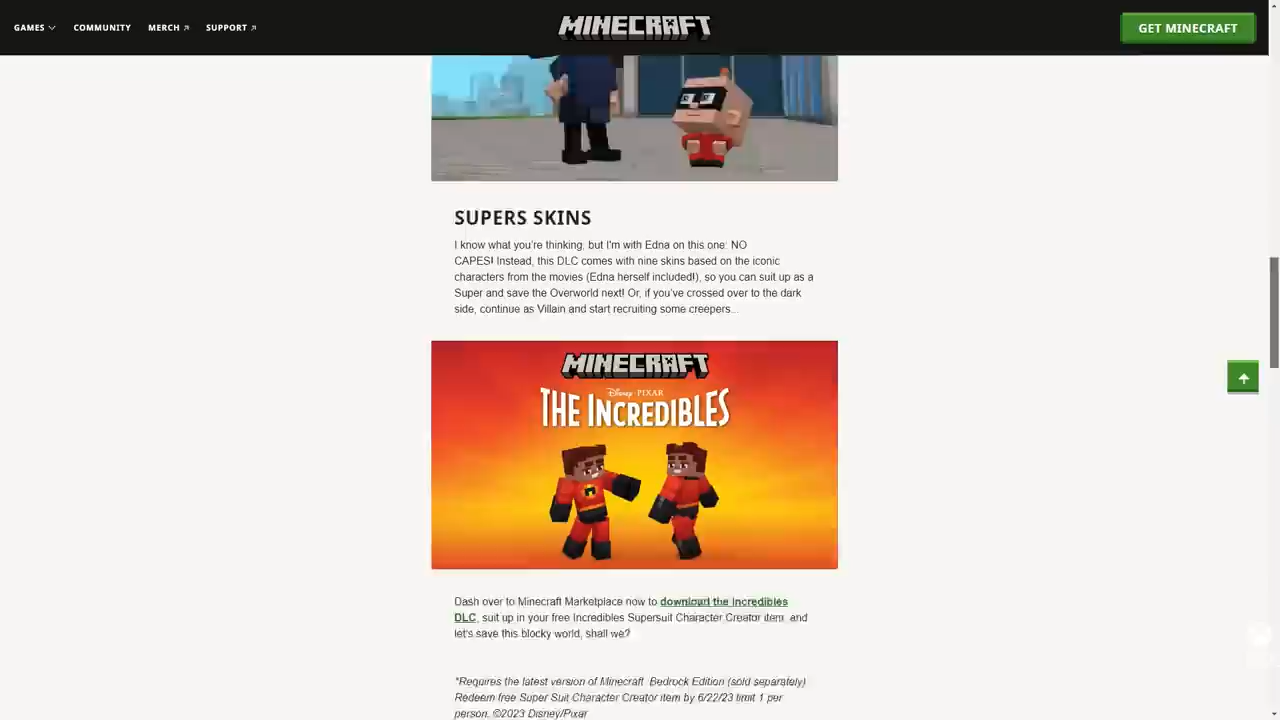 GAMES
COMMUNITY
MERCH
SUPPORT
MINECRAFT
GET MINECRAFT
SUPERS SKINS
I know what you're thinking, but I'm with Edna on this one: NO
CAPES! Instead, this DLC comes with nine skins based on the iconic
characters from the movies (Edna herself included!), so you can suit up as a
Super and save the Overworld next! Or, if you've crossed over to the dark
side, continue as Villain and start recruiting some creepers...
MINECRAFT
Disney · PIXAR
THE INCREDIBLES
Dash over to Minecraft Marketplace now to download the Incredibles
DLC, suit up in your free Incredibles Supersuit Character Creator item, and
let's save this blocky world, shall we?
*Requires the latest version of Minecraft Bedrock Edition (sold separately)
Redeem free Super Suit Character Creator item by 6/22/23 limit 1 per
person. ©2023 Disney/Pixar